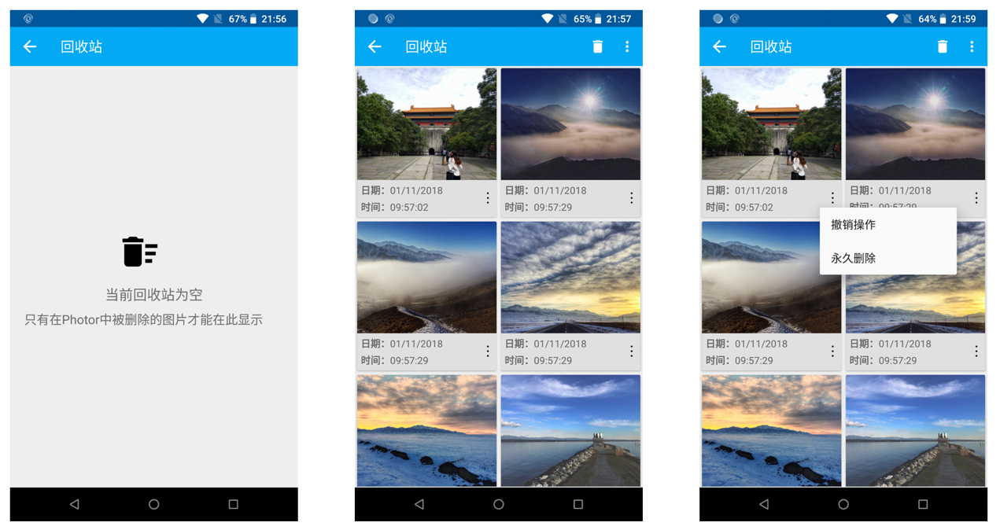 67% 21:56
回收站
当前回收站为空
只有在Photor中被删除的图片才能在此显示
65% 21:57
回收站
日期：01/11/2018
时间：09:57:02
日期：01/11/2018
时间：09:57:29
日期：01/11/2018
时间：09:57:29
日期：01/11/2018
时间：09:57:29
64% 21:59
回收站
日期：01/11/2018
时间：09:57:02
日期：01/11/2018
时间：09:57:29
撤销操作
永久删除
日期：01/11/2018
时间：09:57:29
日期：01/11/2018
时间：09:57:29